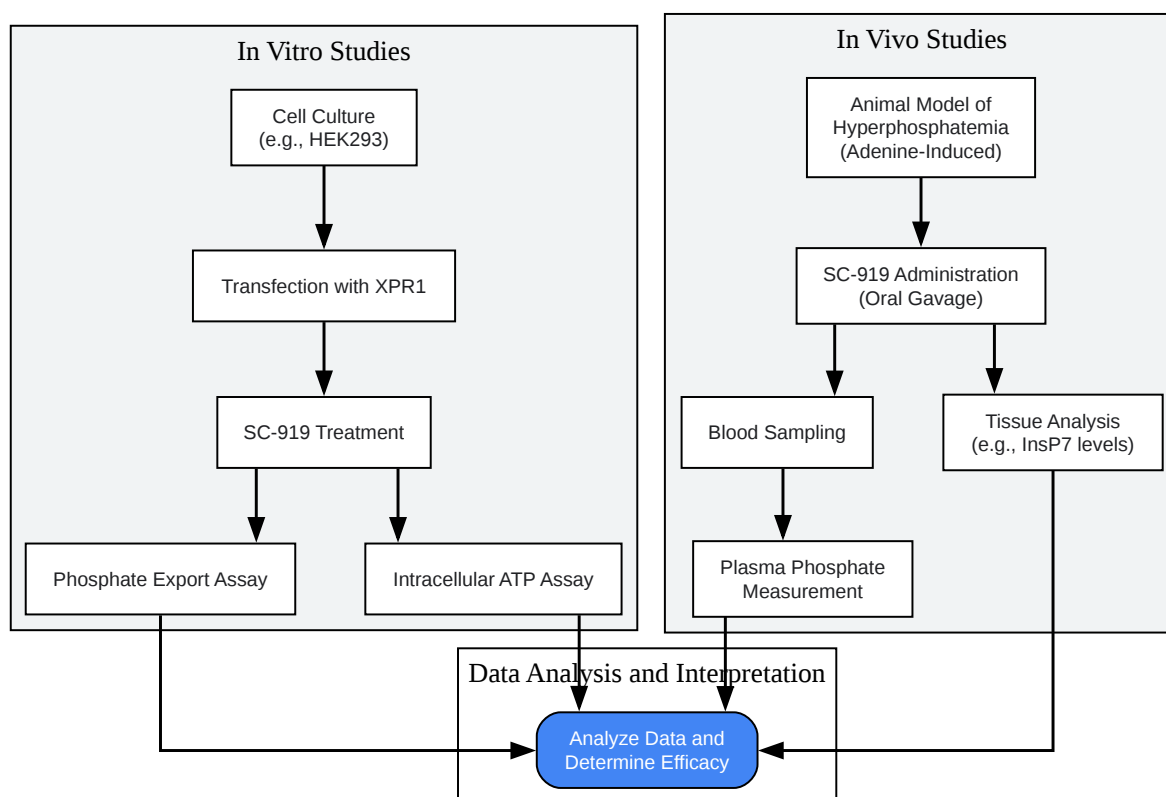 In Vitro Studies
Cell Culture
(e.g., HEK293)
Transfection with XPR1
SC-919 Treatment
Phosphate Export Assay
Intracellular ATP Assay
In Vivo Studies
Animal Model of
Hyperphosphatemia
(Adenine-Induced)
SC-919 Administration
(Oral Gavage)
Blood Sampling
Tissue Analysis
(e.g., InsP7 levels)
Plasma Phosphate
Measurement
Data Analysis and Interpretation
Analyze Data and
Determine Efficacy